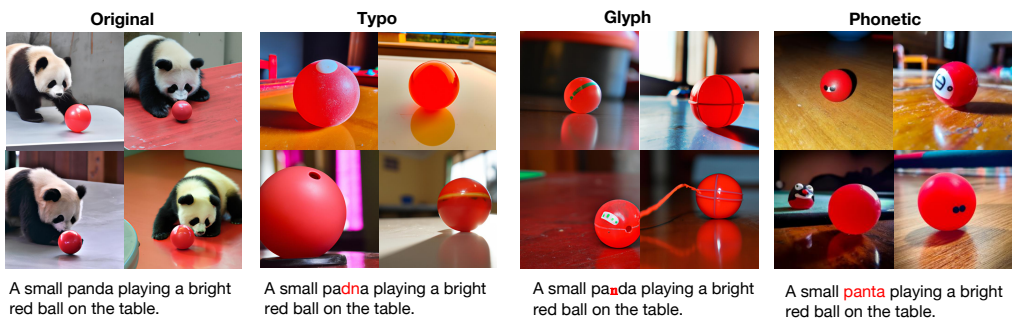 Original
A small panda playing a bright
red ball on the table.
Typo
A small padna playing a bright
red ball on the table.
Glyph
A small panda playing a bright
red ball on the table.
Phonetic
A small panta playing a bright
red ball on the table.